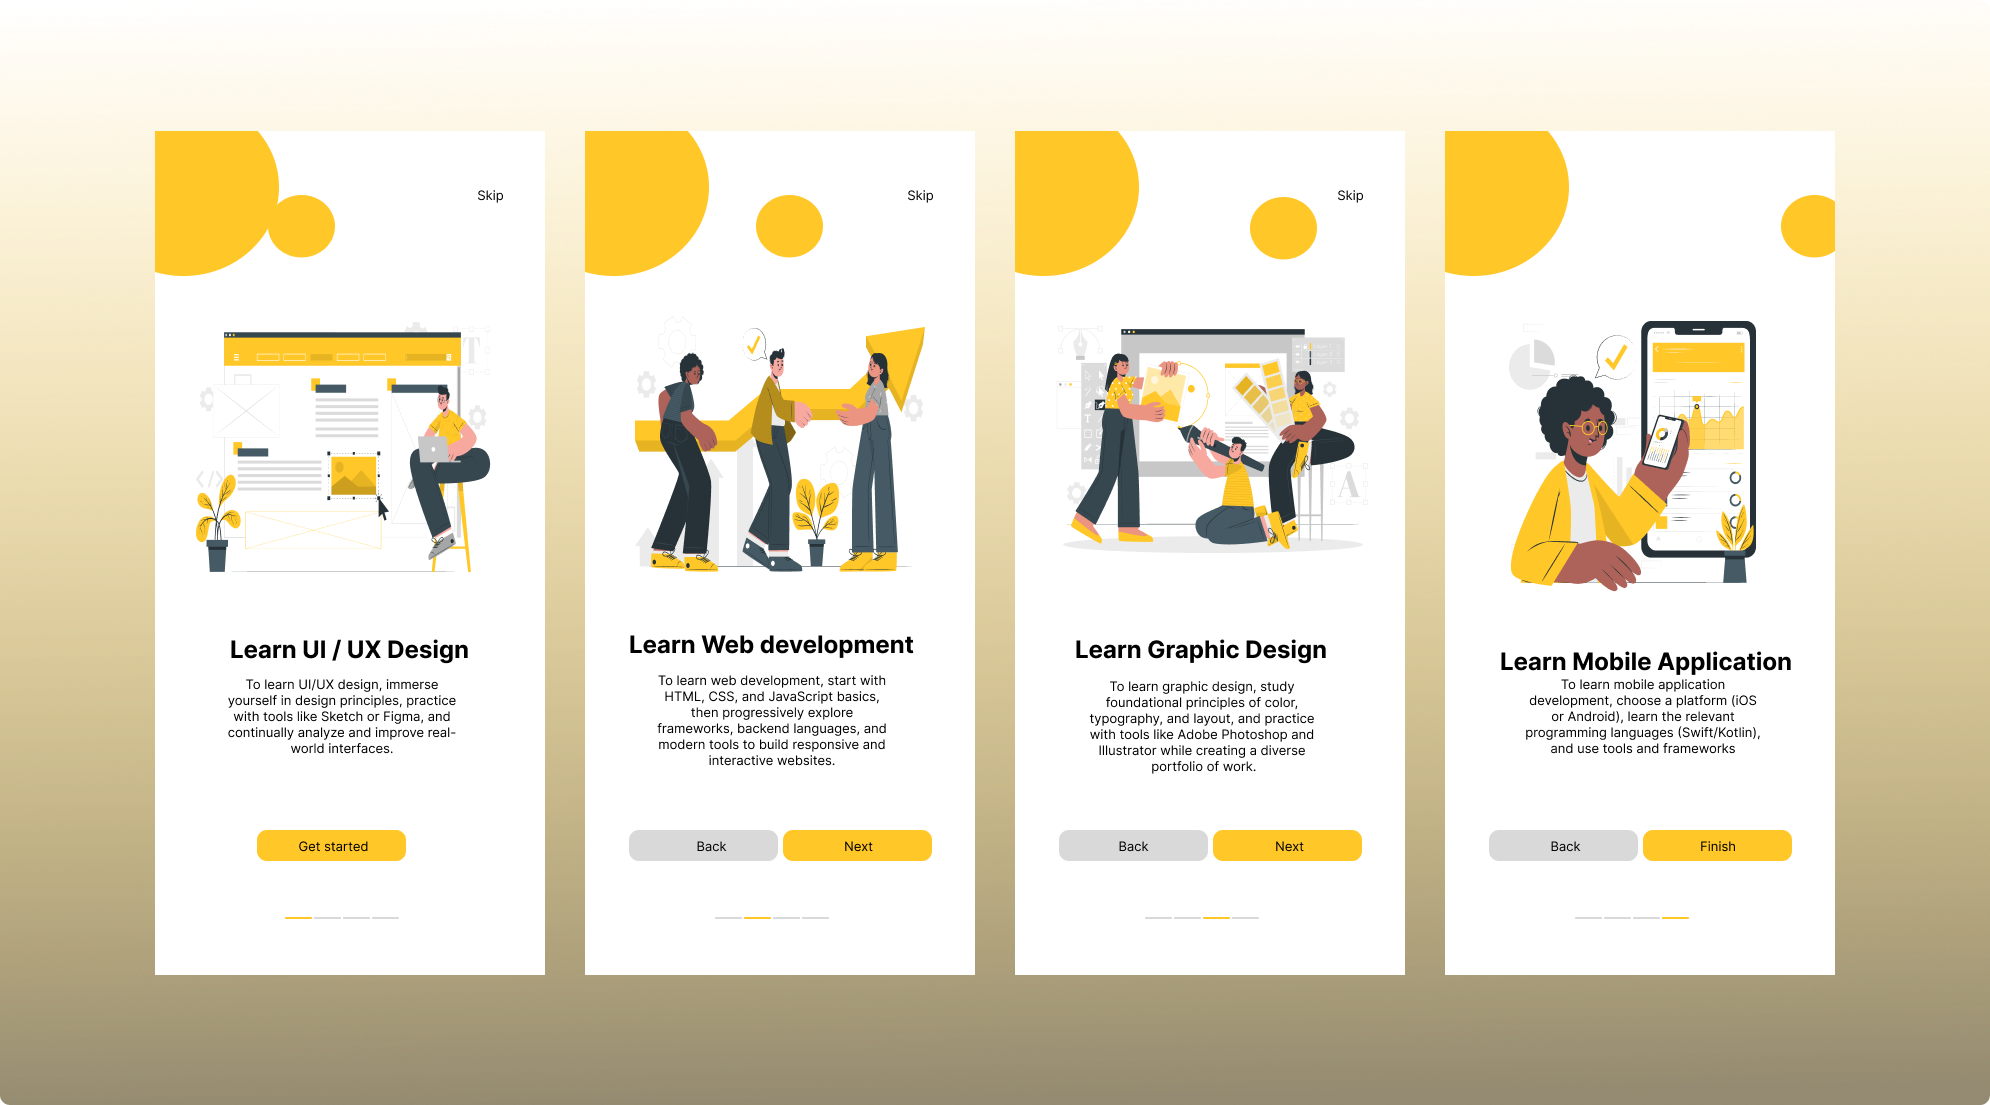 Skip
Learn UI / UX Design
To learn UI/UX design, immerse
yourself in design principles, practice
with tools like Sketch or Figma, and
continually analyze and improve real-
world interfaces.
Get started
Skip
Learn Web development
To learn web development, start with
HTML, CSS, and JavaScript basics,
then progressively explore
frameworks, backend languages, and
modern tools to build responsive and
interactive websites.
Back
Next
Skip
Learn Graphic Design
To learn graphic design, study
foundational principles of color,
typography, and layout, and practice
with tools like Adobe Photoshop and
Illustrator while creating a diverse
portfolio of work.
Back
Next
Learn Mobile Application
To learn mobile application
development, choose a platform (iOS
or Android), learn the relevant
programming languages (Swift/Kotlin),
and use tools and frameworks
Back
Finish
T
</>
T
A